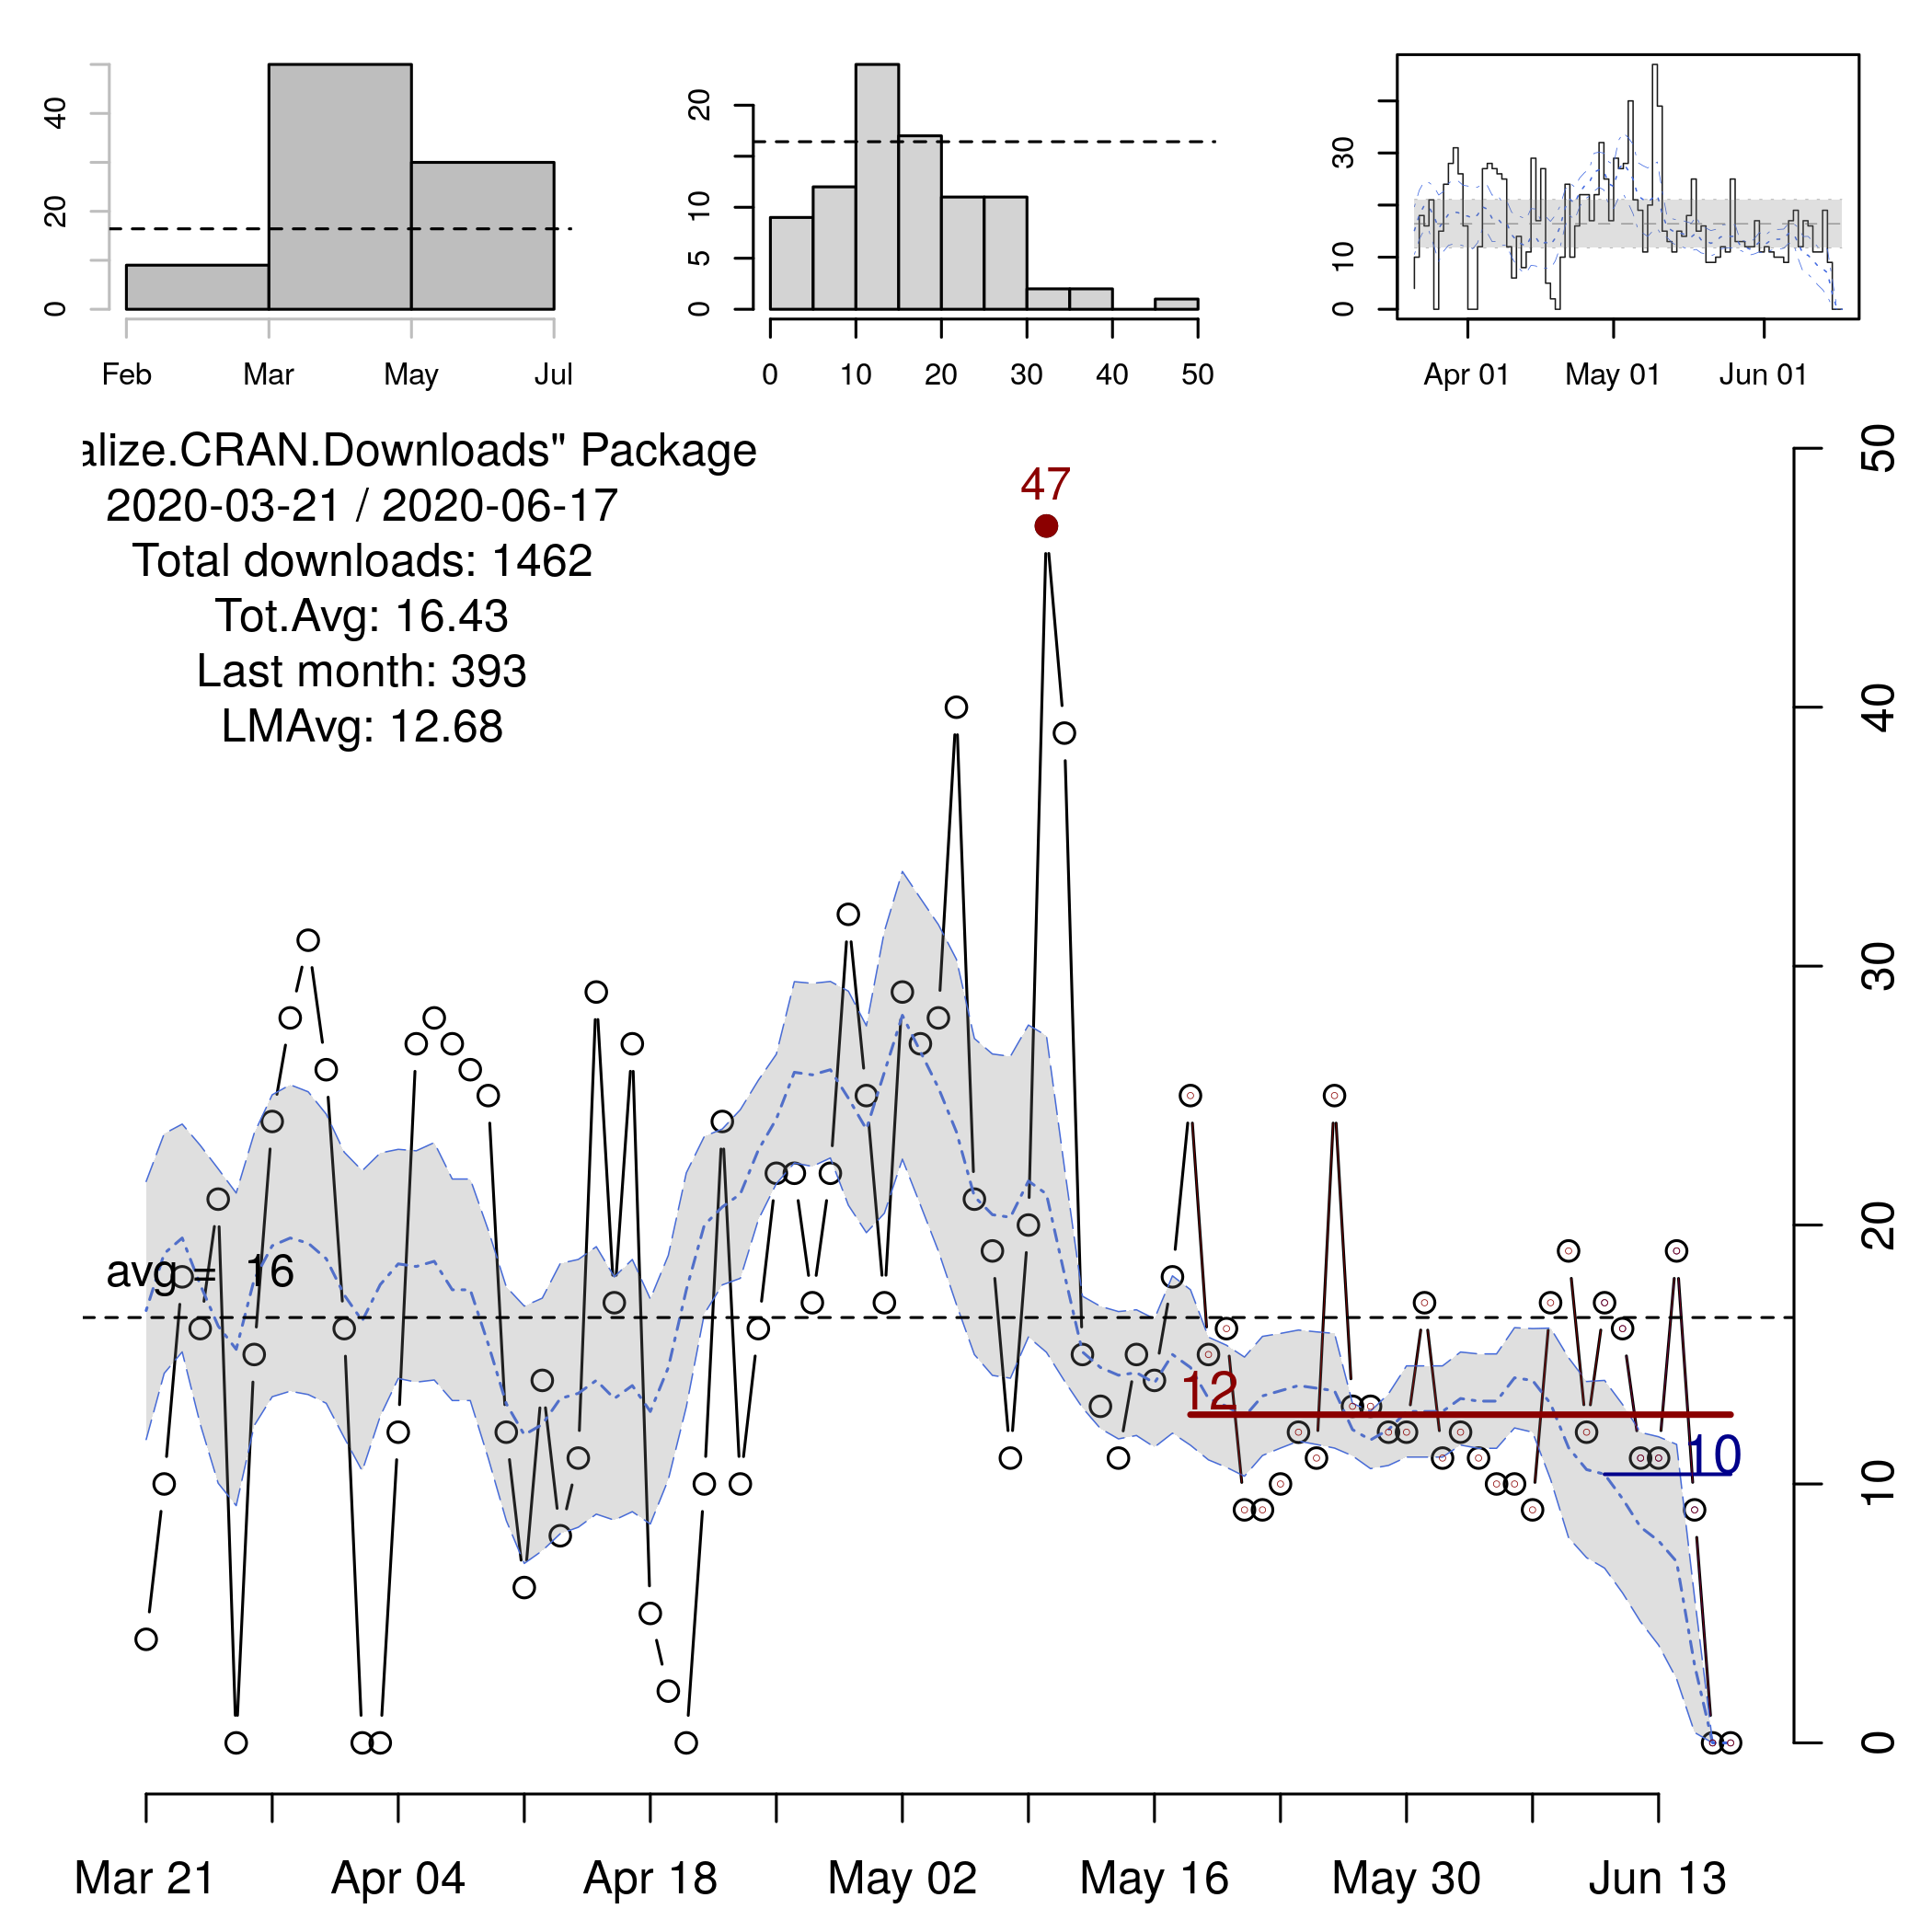 0 20 40
Feb Mar May Jul
0 5 10 20
0 10 20 30 40 50
0 10 30
Apr 01 May 01 Jun 01
alize.CRAN.Downloads" Package
2020-03-21 / 2020-06-17
Total downloads: 1462
Tot.Avg: 16.43
Last month: 393
LMAvg: 12.68
47
avg = 16
12
10
0 10 20 30 40 50
Mar 21 Apr 04 Apr 18 May 02 May 16 May 30 Jun 13